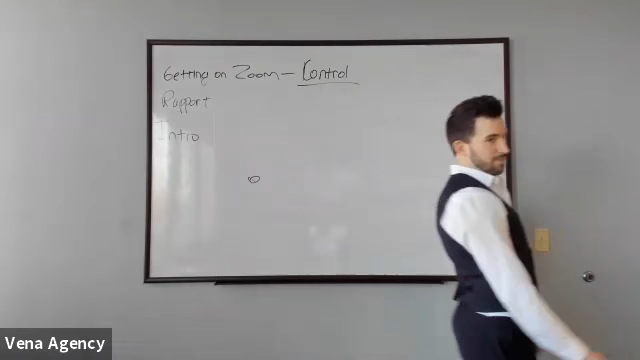 Getting on Zoom – Control
Rapport
Intro
Vena Agency